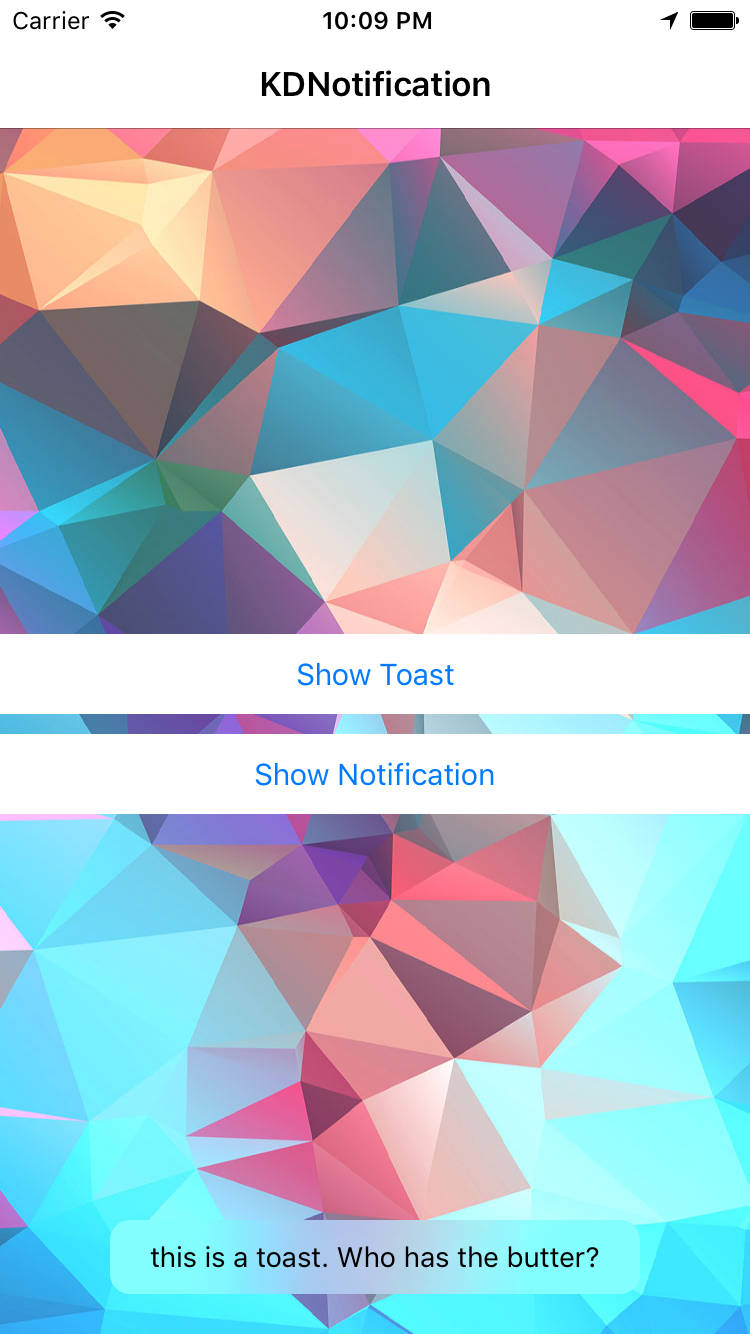 Carrier 10:09 PM
KDNotification
Show Toast
Show Notification
this is a toast. Who has the butter?